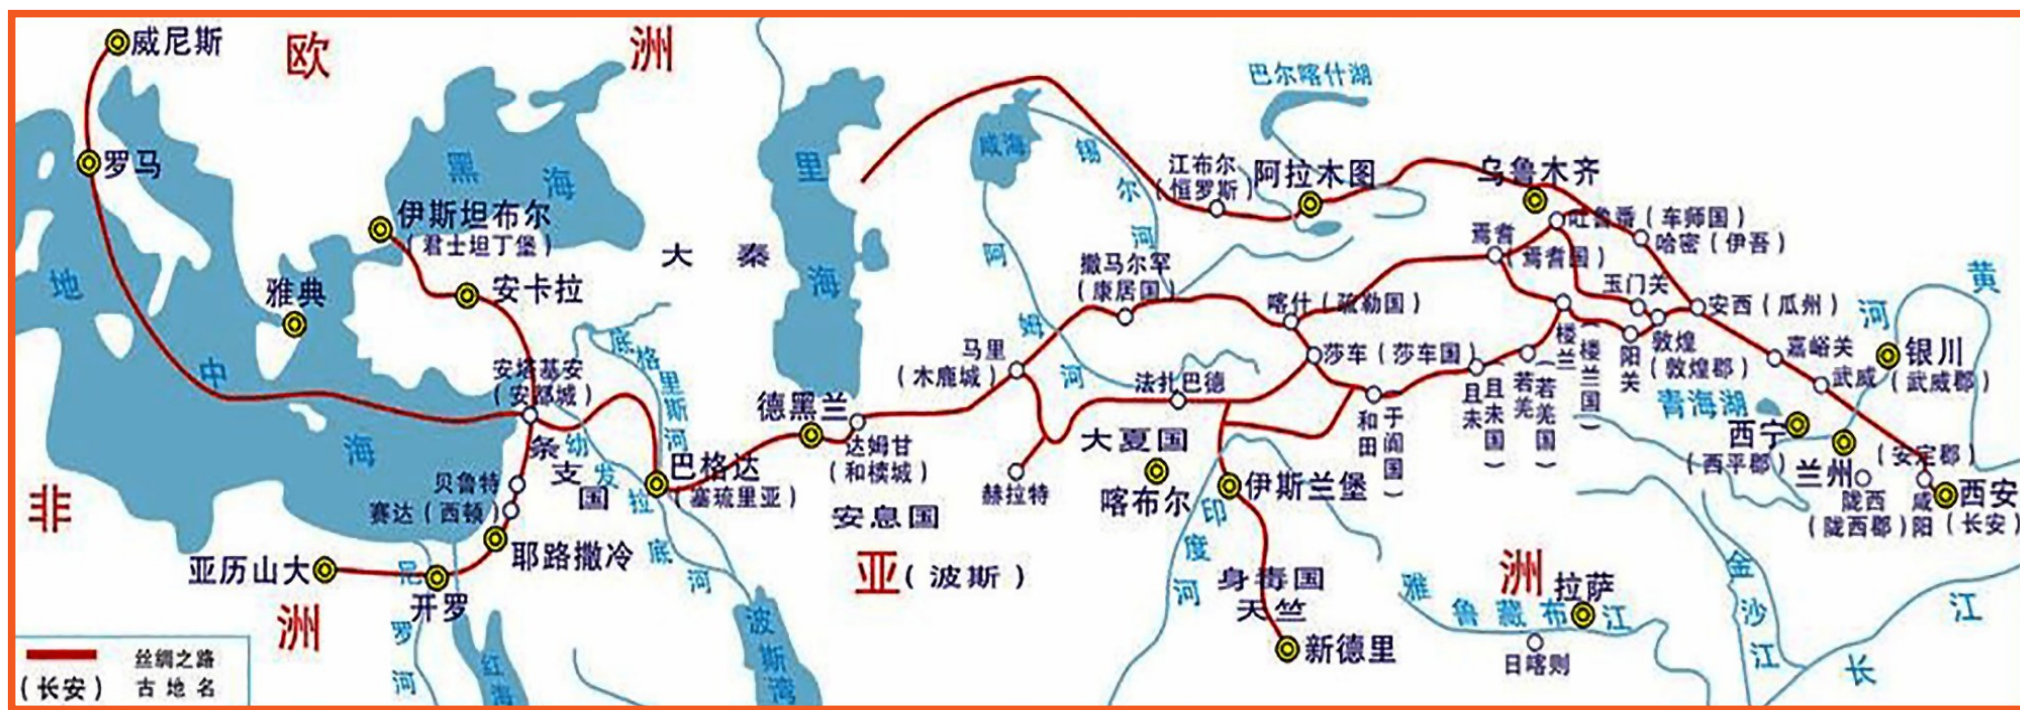 威尼斯
欧 洲
罗马
黑海
伊斯坦布尔
(君士坦丁堡)
安卡拉
雅典
地中海
里海
大秦
咸海
锡尔河
阿姆河
巴尔喀什湖
江布尔
(恒罗斯)
阿拉木图
乌鲁木齐
吐鲁番(车师国)
哈密(伊吾)
焉耆
(焉耆国)
玉门关
安西(瓜州)
撒马尔罕
(康居国)
喀什(疏勒国)
莎车(莎车国)
楼兰
(楼兰国)
阳关
敦煌
(敦煌郡)
嘉峪关
武威
黄河
银川
(武威郡)
马里
(木鹿城)
法扎巴德
和田
(于阗国)
且末
(且末国)
若羌
(若羌国)
青海湖
西宁
(西平郡)
兰州
陇西
(陇西郡)
(安定郡)
咸阳
西安
(长安)
安塔基安
底格里斯河
幼发拉底河
条支国
德黑兰
达姆甘
巴格达
(塞琉里亚)
安息国
赫拉特
大夏国
喀布尔
伊斯兰堡
印度河
贝鲁特
赛达(西顿)
耶路撒冷
亚历山大
开罗
尼罗河
非 洲
亚 洲
(波斯)
身毒国
天竺
新德里
雅鲁藏布江
拉萨
日喀则
金沙江
长江
红海
波斯湾
丝绸之路
(长安) 古地名